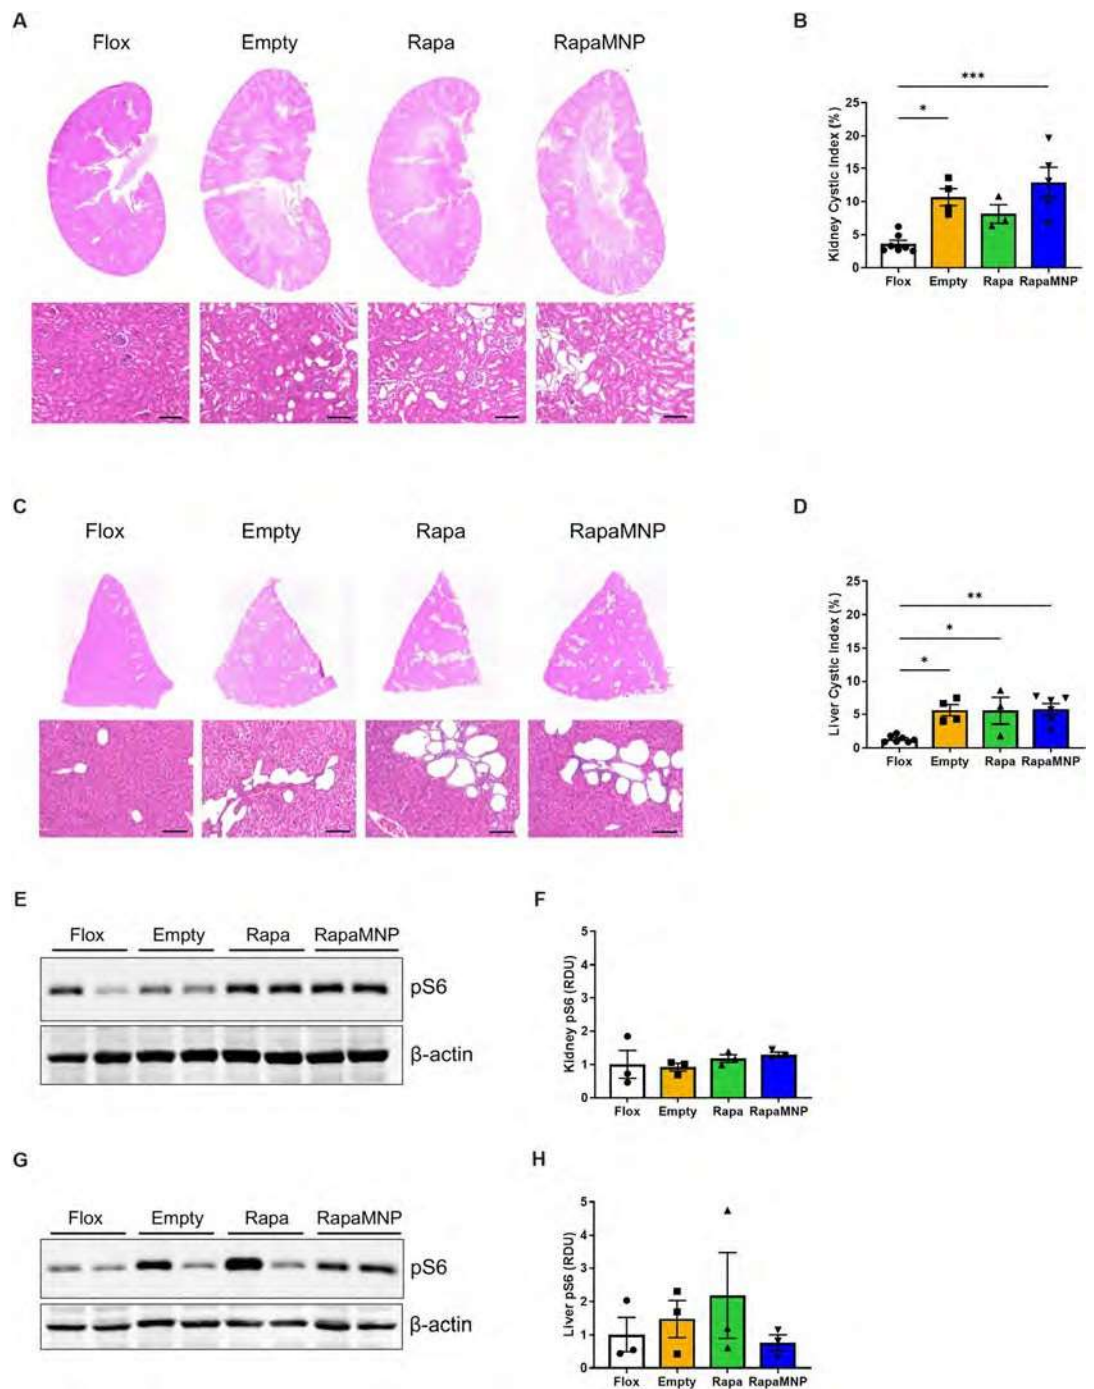 A
Flox Empty Rapa RapaMNP
B
***
*
Kidney Cystic Index (%)
25
20
15
10
5
0
Flox Empty Rapa RapaMNP
C
Flox Empty Rapa RapaMNP
D
**
*
*
Liver Cystic Index (%)
25
20
15
10
5
0
Flox Empty Rapa RapaMNP
E
Flox Empty Rapa RapaMNP
pS6
β-actin
F
Kidney pS6 (RDU)
5
4
3
2
1
0
Flox Empty Rapa RapaMNP
G
Flox Empty Rapa RapaMNP
pS6
β-actin
H
Liver pS6 (RDU)
5
4
3
2
1
0
Flox Empty Rapa RapaMNP